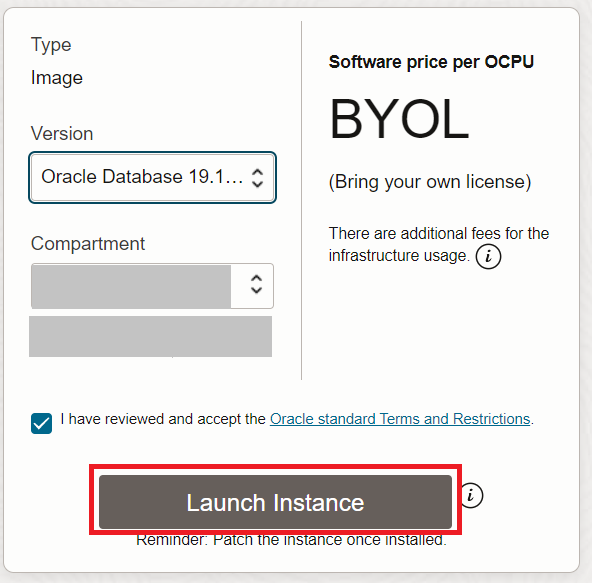 Type
Image
Version
Oracle Database 19.1...
Compartment
Software price per OCPU
BYOL
(Bring your own license)
There are additional fees for the
infrastructure usage. i
I have reviewed and accept the Oracle standard Terms and Restrictions.
Launch Instance
i
Reminder: Patch the instance once installed.